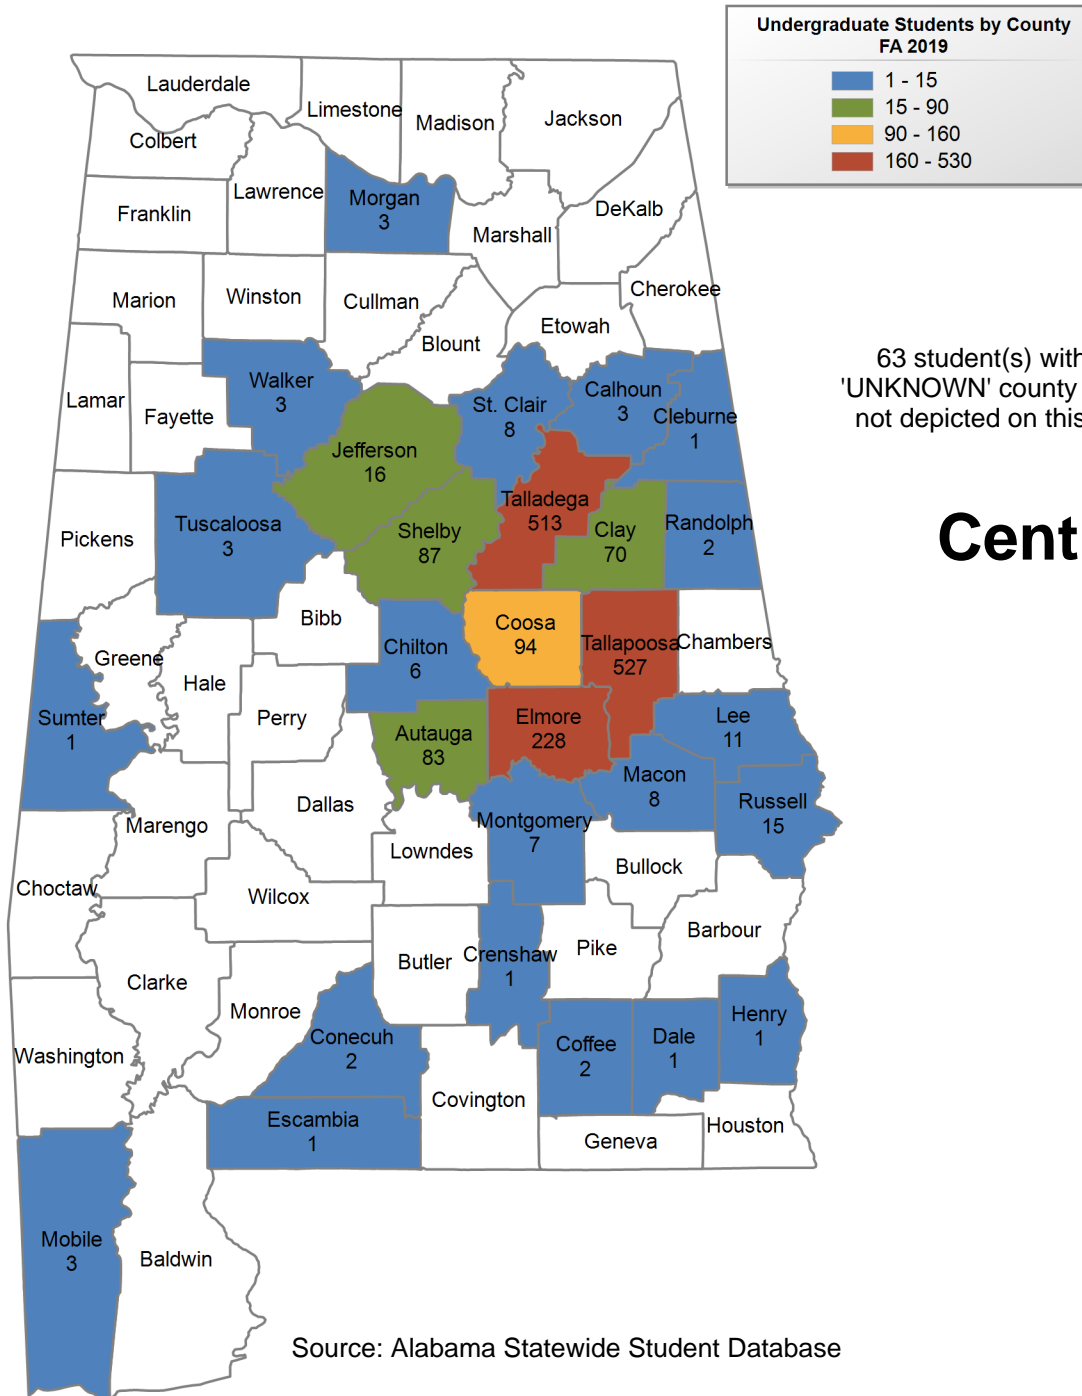 Undergraduate Students by County
FA 2019
1 - 15
15 - 90
90 - 160
160 - 530
Lauderdale
Limestone
Madison
Jackson
Colbert
Lawrence
Morgan
3
Franklin
DeKalb
Marshall
Cherokee
Marion
Winston
Cullman
Etowah
Blount
63 student(s) with
'UNKNOWN' county
not depicted on this
Walker
3
St. Clair
8
Calhoun
3
Cleburne
1
Lamar
Fayette
Jefferson
16
Talladega
513
Tuscaloosa
3
Shelby
87
Clay
70
Randolph
2
Pickens
Cent
Bibb
Coosa
94
Tallapoosa
527
Chambers
Chilton
6
Greene
Hale
Sumter
1
Perry
Autauga
83
Elmore
228
Lee
11
Macon
8
Russell
15
Dallas
Marengo
Montgomery
7
Lowndes
Bullock
Choctaw
Wilcox
Barbour
Butler
Crenshaw
1
Pike
Clarke
Monroe
Conecuh
2
Coffee
2
Dale
1
Henry
1
Washington
Covington
Escambia
1
Geneva
Houston
Mobile
3
Baldwin
Source: Alabama Statewide Student Database